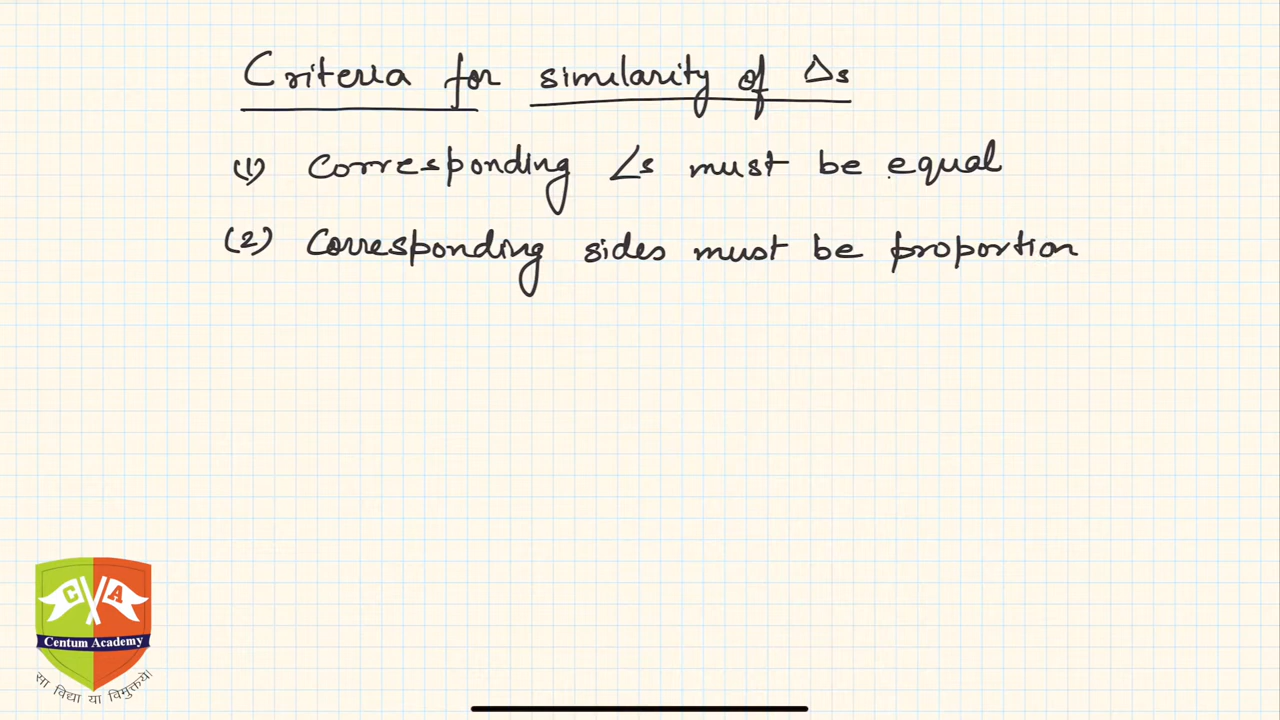 Criteria for similarity of Δs
(1) Corresponding ∠s must be equal
(2) Corresponding sides must be proportion
C A
Centum Academy
सा विद्या या विमुक्तये।